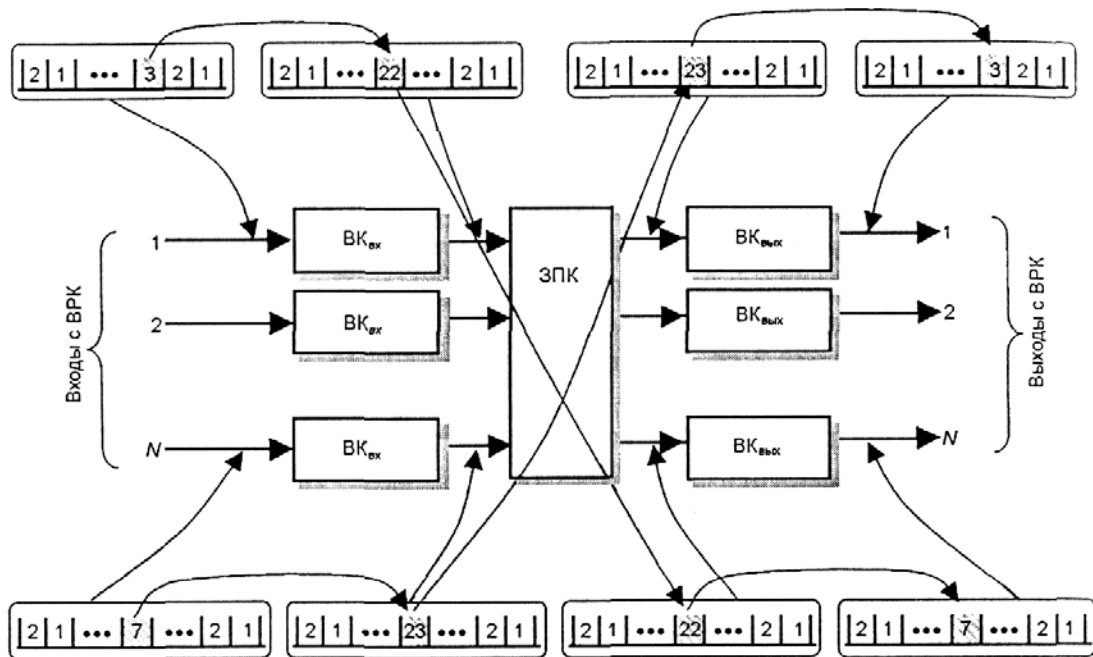 2 1 ••• 3 2 1
2 1 ••• 22 ••• 2 1
2 1 ••• 23 ••• 2 1
2 1 ••• 3 2 1
Входы с ВРК
1
ВКвх
ЗПК
ВКвых
1
2
ВКвх
ВКвых
2
N
ВКвх
ВКвых
N
Выходы с ВРК
2 1 ••• 7 ••• 2 1
2 1 ••• 23 ••• 2 1
2 1 ••• 22 ••• 2 1
2 1 ••• 7 ••• 2 1